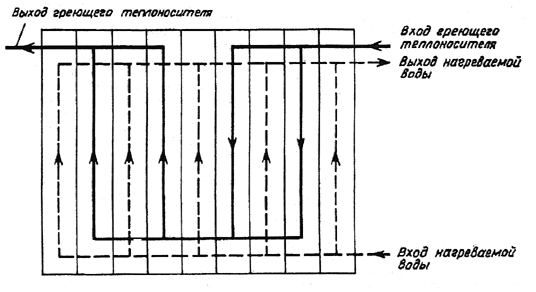 Выход греющего теплоносителя
Вход греющего
теплоносителя
Выход нагреваемой
воды
Вход нагреваемой
воды